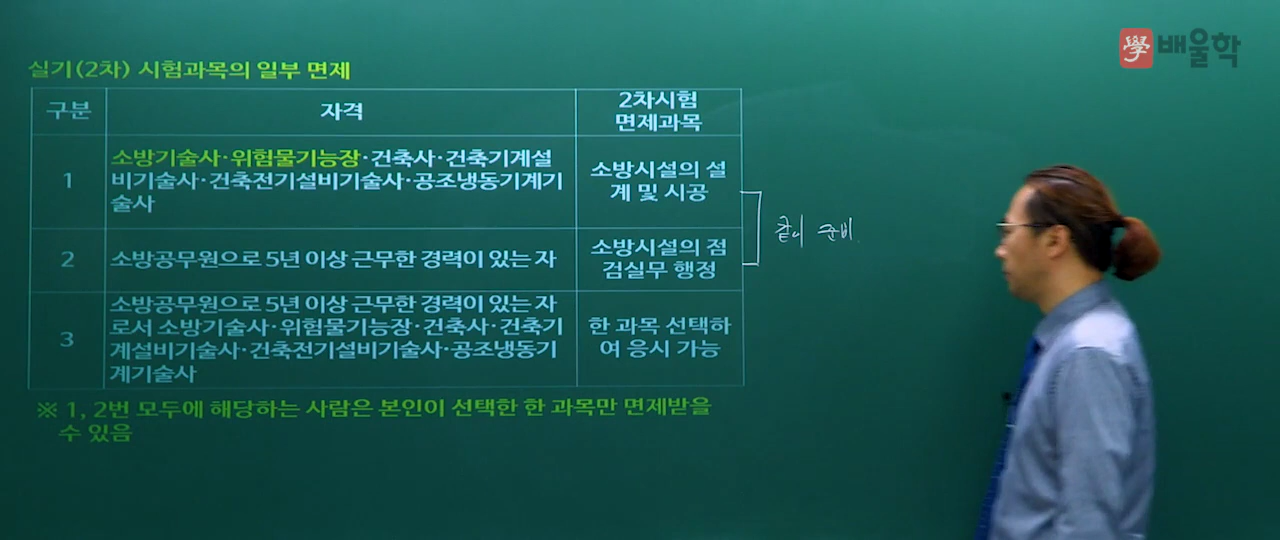 學 배울학
실기(2차) 시험과목의 일부 면제
구분
자격
2차시험
면제과목
1
소방기술사·위험물기능장·건축사·건축기계설
비기술사·건축전기설비기술사·공조냉동기계기
술사
소방시설의 설
계 및 시공
2
소방공무원으로 5년 이상 근무한 경력이 있는 자
소방시설의 점
검실무 행정
같이 준비
3
소방공무원으로 5년 이상 근무한 경력이 있는 자
로서 소방기술사·위험물기능장·건축사·건축기
계설비기술사·건축전기설비기술사·공조냉동기
계기술사
한 과목 선택하
여 응시 가능
※ 1, 2번 모두에 해당하는 사람은 본인이 선택한 한 과목만 면제받을
수 있음